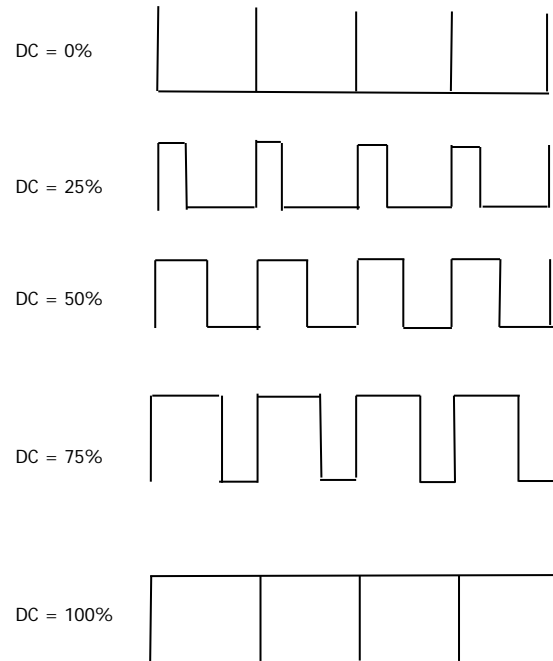 DC = 0%
DC = 25%
DC = 50%
DC = 75%
DC = 100%